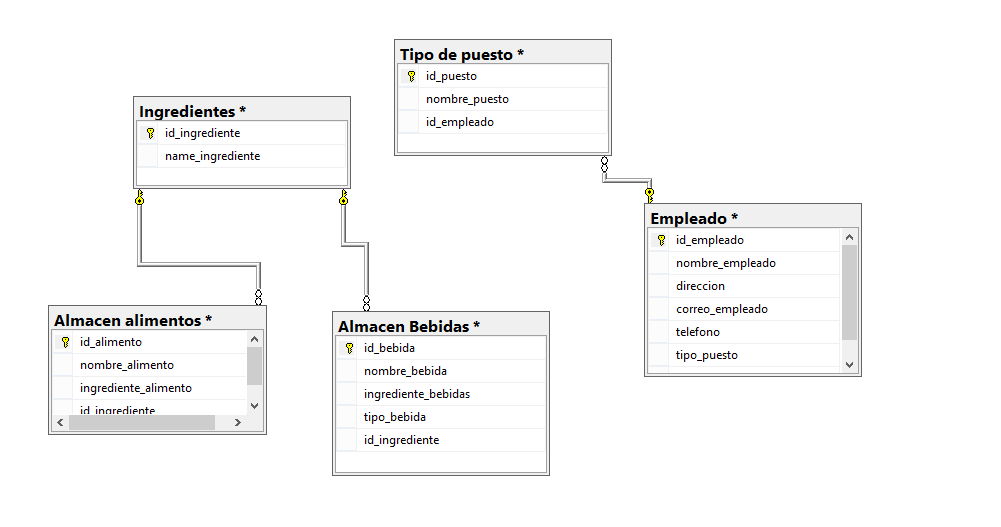 Tipo de puesto *
id_puesto
nombre_puesto
id_empleado
Ingredientes *
id_ingrediente
name_ingrediente
Empleado *
id_empleado
nombre_empleado
direccion
correo_empleado
telefono
tipo_puesto
Almacen alimentos *
id_alimento
nombre_alimento
ingrediente_alimento
id_ingrediente
Almacen Bebidas *
id_bebida
nombre_bebida
ingrediente_bebidas
tipo_bebida
id_ingrediente